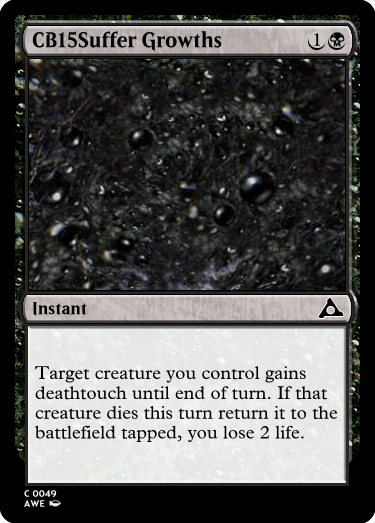 CB15Suffer Growths 1
Instant
Target creature you control gains
deathtouch until end of turn. If that
creature dies this turn return it to the
battlefield tapped, you lose 2 life.
C 0049
AWE